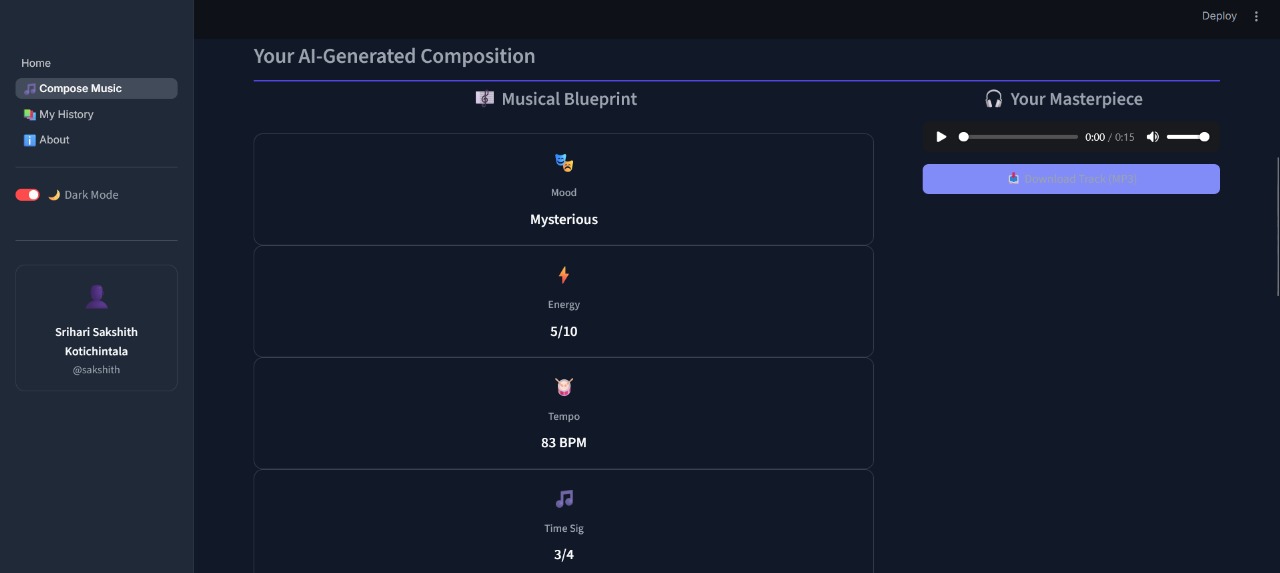 Deploy
Home
Compose Music
My History
About
Dark Mode
Srihari Sakshith
Kotichintala
@sakshith
Your AI-Generated Composition
Musical Blueprint
Mood
Mysterious
Energy
5/10
Tempo
83 BPM
Time Sig
3/4
Your Masterpiece
0:00 / 0:15
Download Track (MP3)